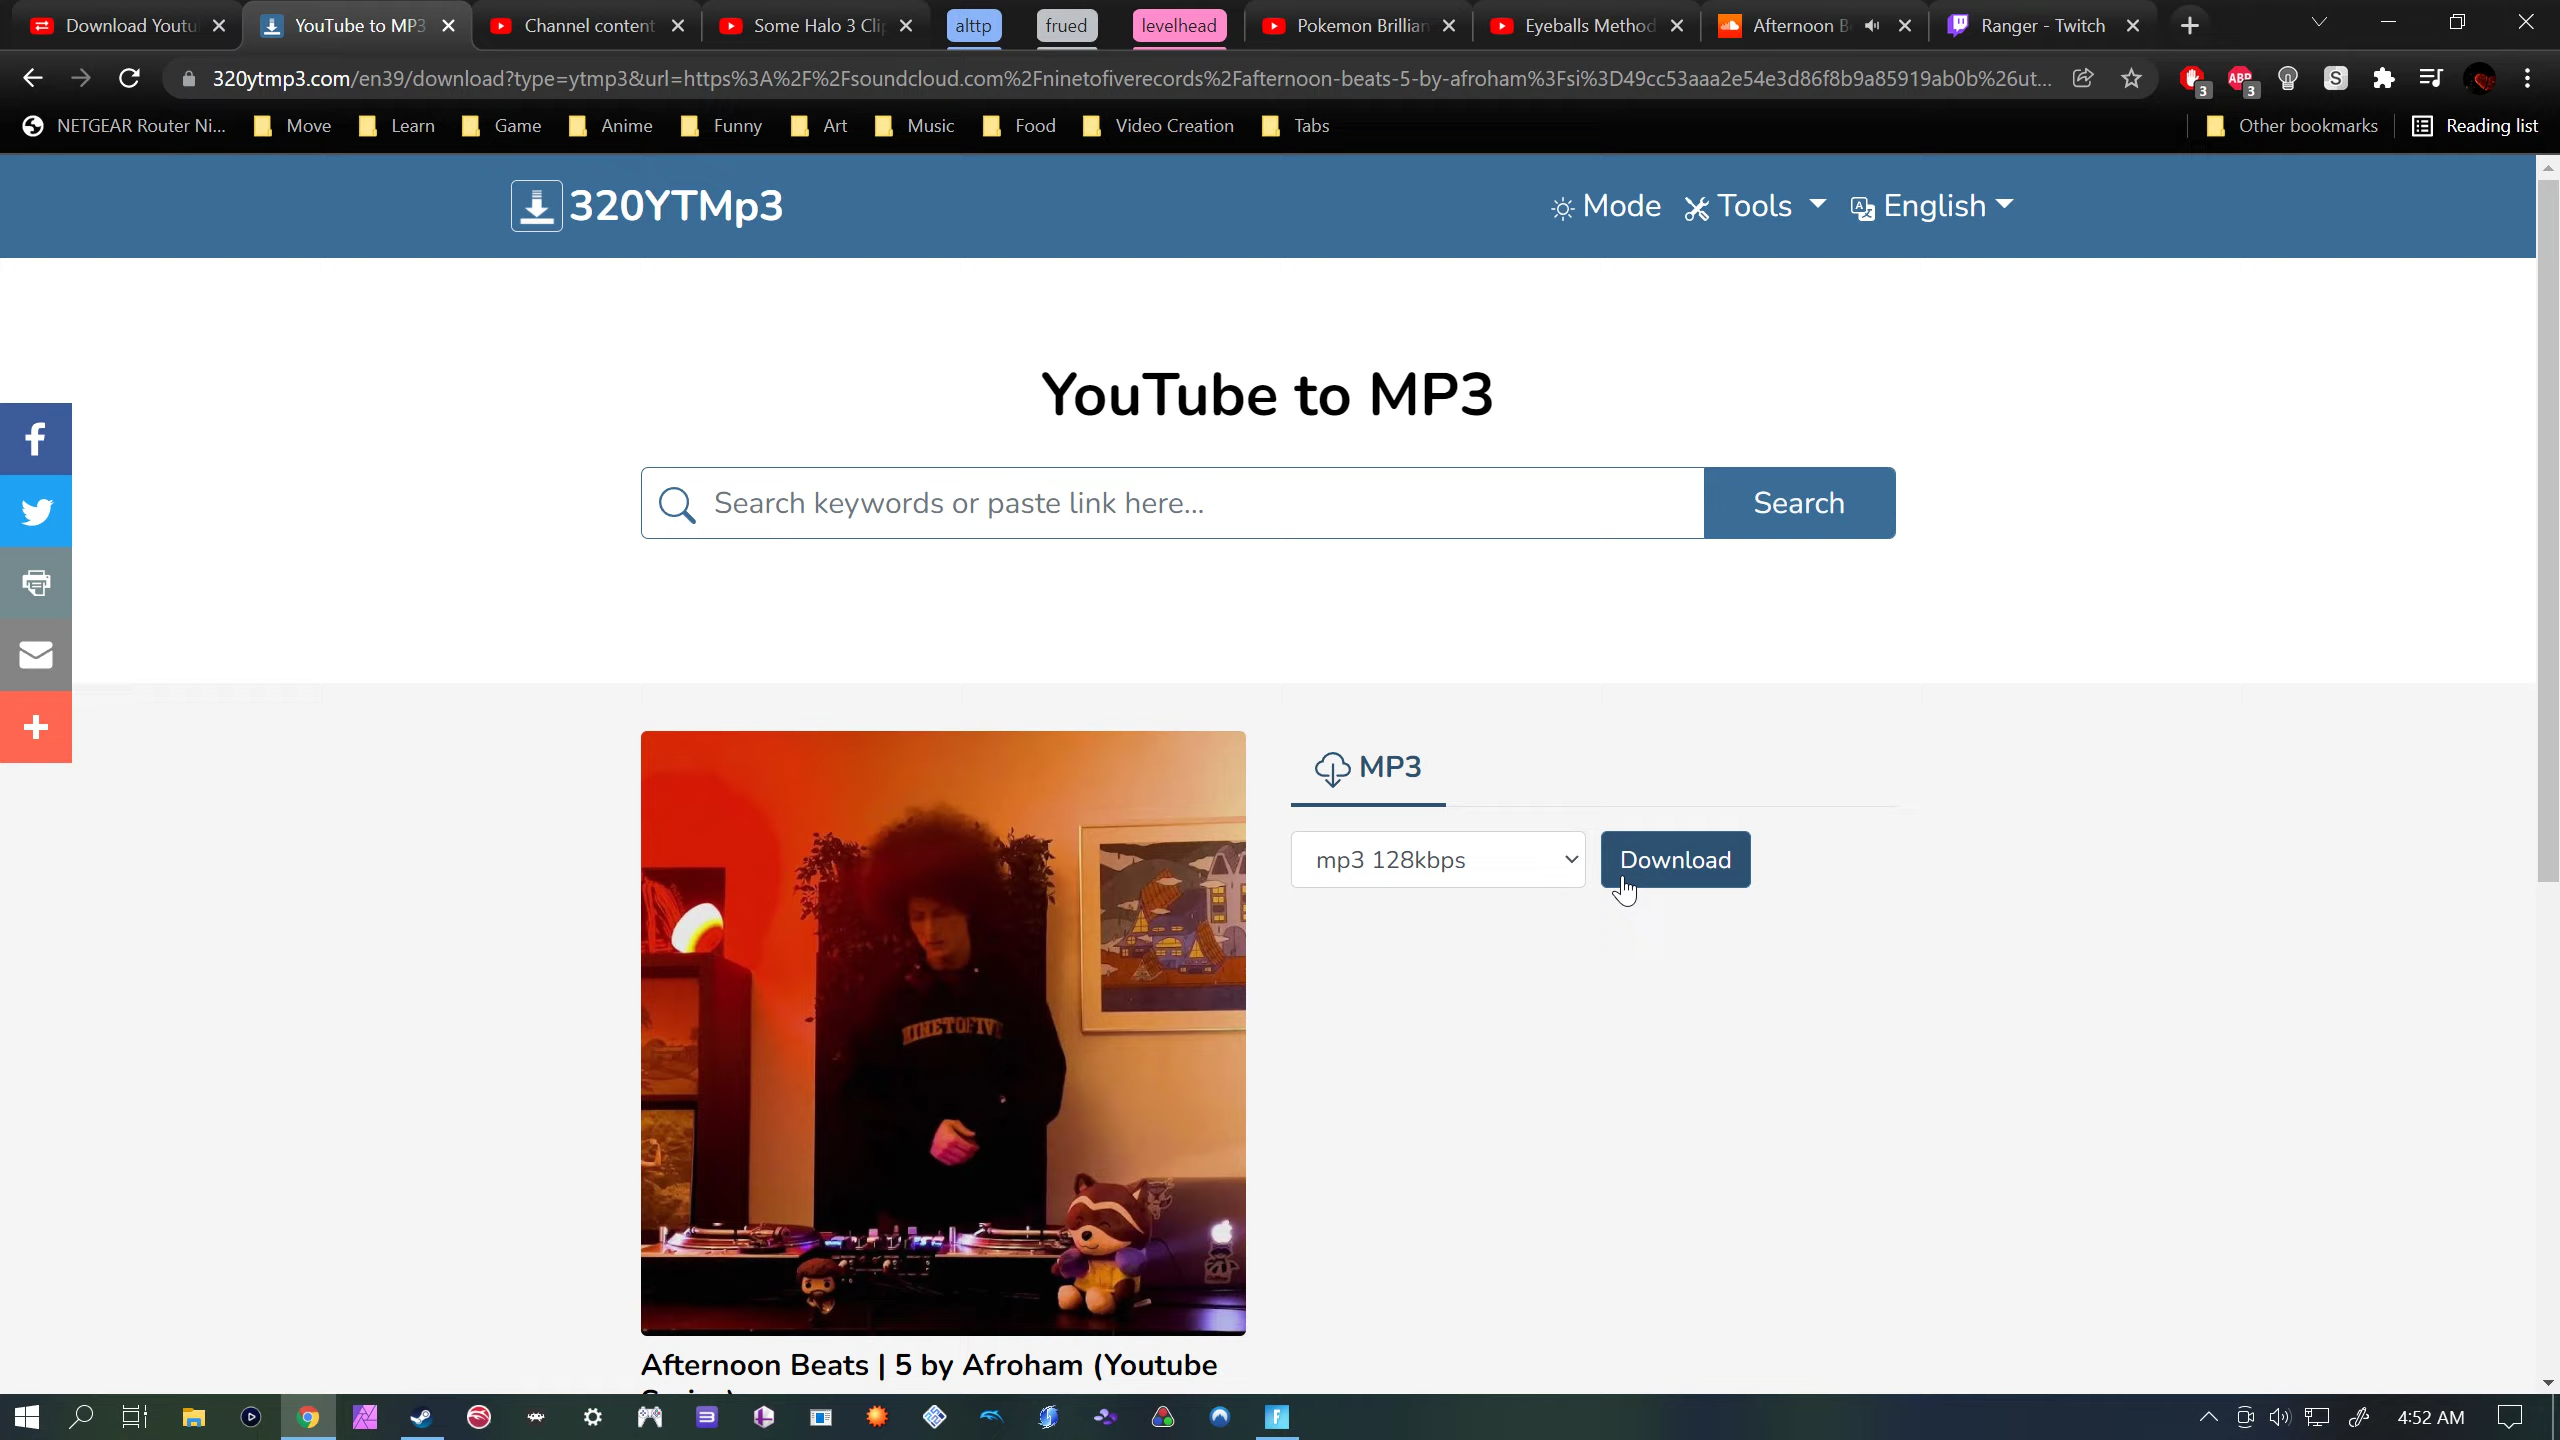 Download Youtu
YouTube to MP3
Channel content
Some Halo 3 Cli
alttp
frued
levelhead
Pokemon Brillian
Eyeballs Method
Afternoon B
Ranger - Twitch
320ytmp3.com/en39/download?type=ytmp3&url=https%3A%2F%2Fsoundcloud.com%2Fninetofiverecords%2Fafternoon-beats-5-by-afroham%3Fsi%3D49cc53aaa2e54e3d86f8b9a85919ab0b%26ut...
3
ABP
3
S
NETGEAR Router Ni...
Move
Learn
Game
Anime
Funny
Art
Music
Food
Video Creation
Tabs
Other bookmarks
Reading list
320YTMp3
Mode
Tools
English
YouTube to MP3
Search keywords or paste link here...
Search
MP3
mp3 128kbps
Download
NINETOFIVE
Afternoon Beats | 5 by Afroham (Youtube
4:52 AM